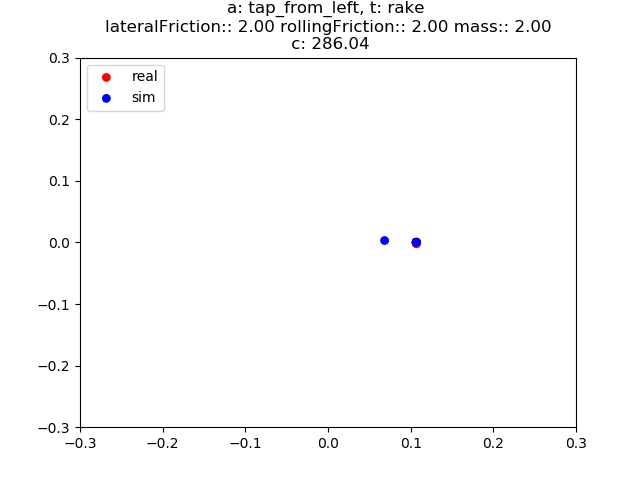 a: tap_from_left, t: rake
lateralFriction:: 2.00 rollingFriction:: 2.00 mass:: 2.00
c: 286.04
real
sim
0.3
0.2
0.1
0.0
−0.1
−0.2
−0.3
−0.3
−0.2
−0.1
0.0
0.1
0.2
0.3